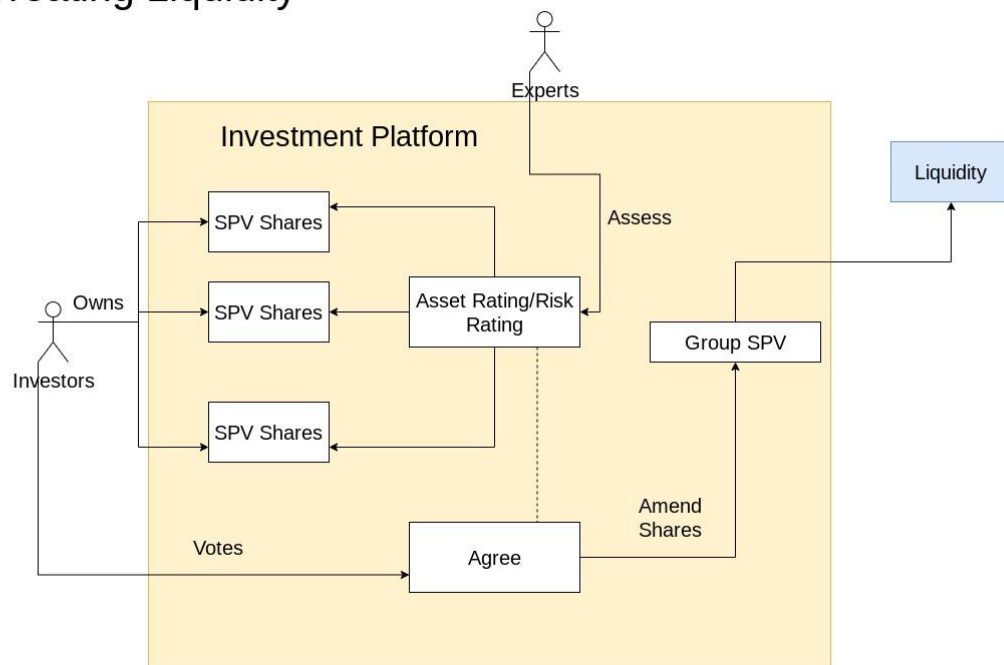 Liquidity
Experts
Investment Platform
Liquidity
SPV Shares
Assess
Owns
SPV Shares
Asset Rating/Risk
Rating
Group SPV
Investors
SPV Shares
Amend
Shares
Votes
Agree